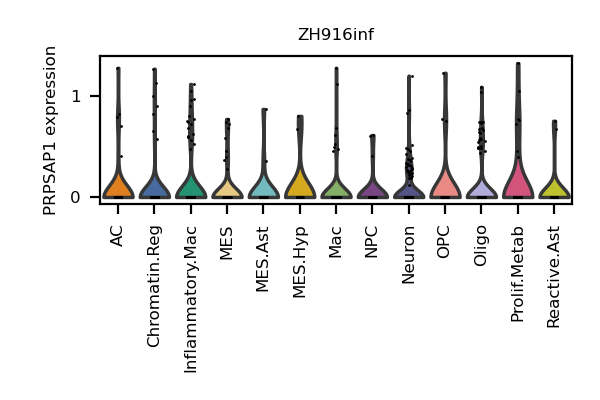 ZH916inf
PRPSAP1 expression
1
0
AC
Chromatin.Reg
Inflammatory.Mac
MES
MES.Ast
MES.Hyp
Mac
NPC
Neuron
OPC
Oligo
Prolif.Metab
Reactive.Ast